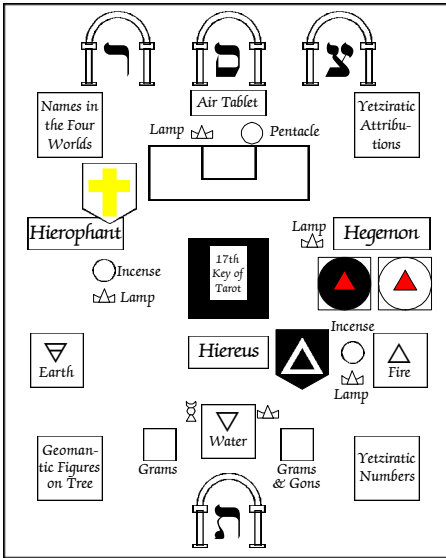 ר ס צ
Names in
the Four
Worlds
Air Tablet
Yetziratic
Attribu-
tions
Lamp
Pentacle
Hierophant
Lamp
Hegemon
17th
Key of
Tarot
Incense
Lamp
Hiereus
Incense
Earth
Fire
Lamp
Water
Geoman-
tic Figures
on Tree
Grams
Grams
& Gons
Yetziratic
Numbers
ת